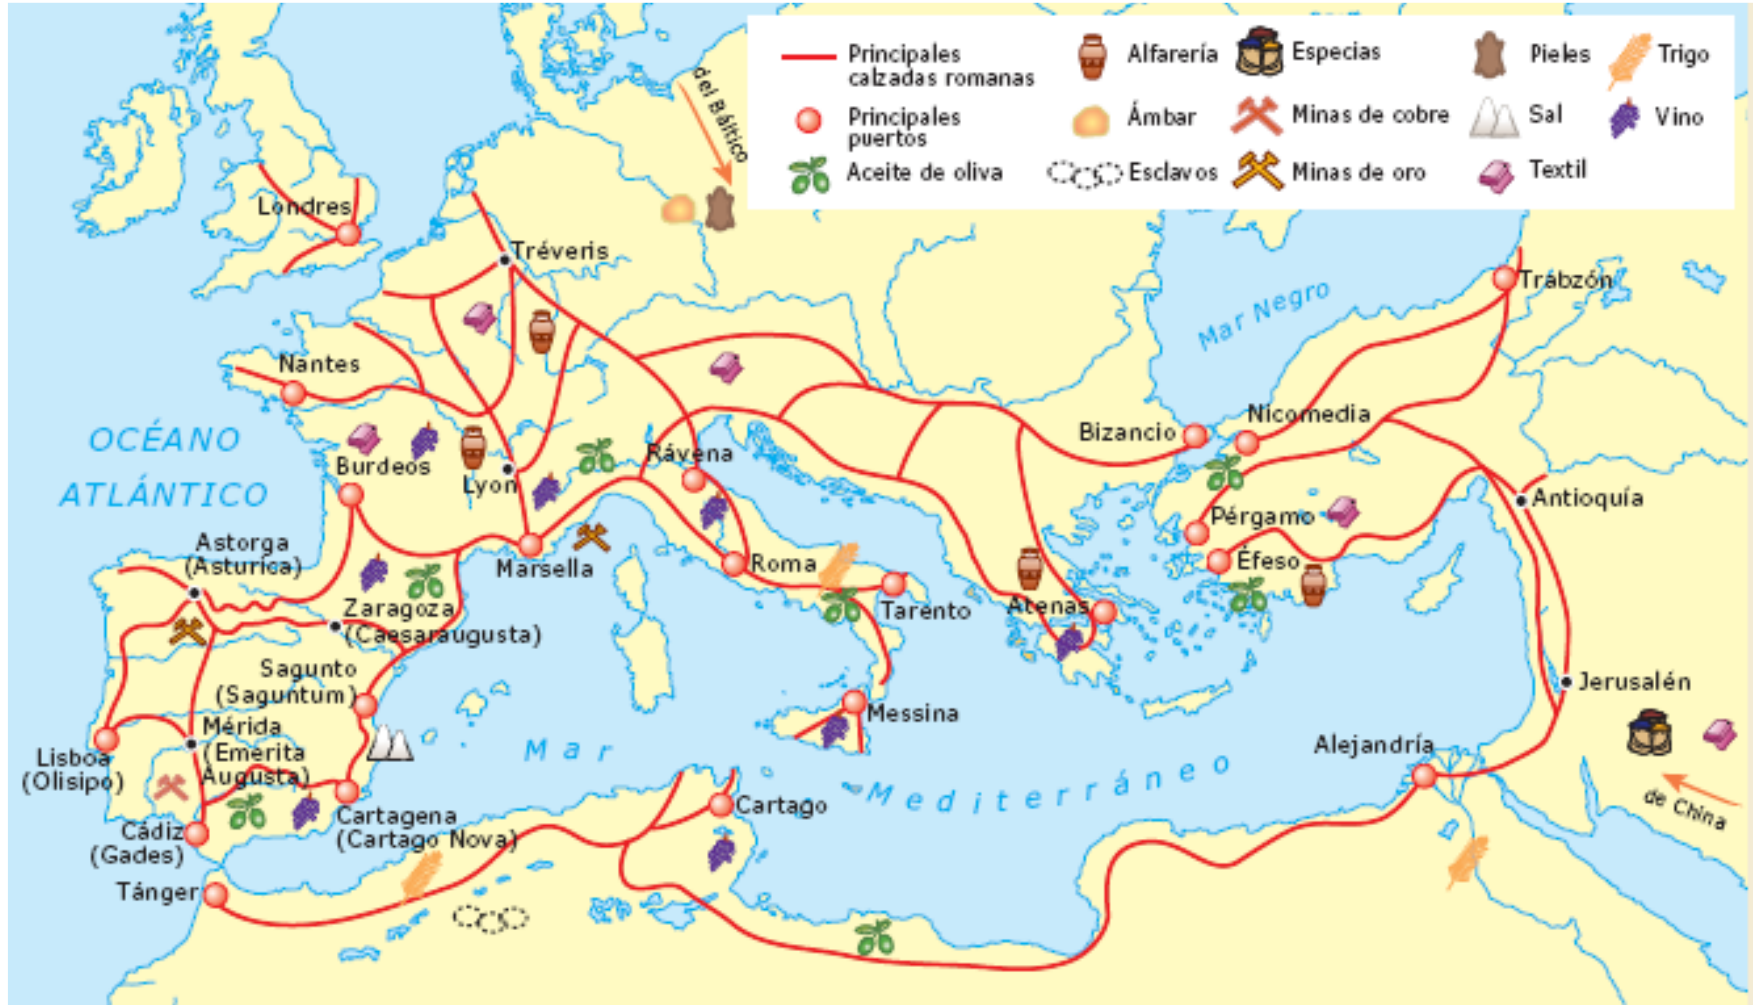 Principales
calzadas romanas
Principales
puertos
Aceite de oliva
Alfarería
Ámbar
Esclavos
Especias
Minas de cobre
Minas de oro
Pieles
Sal
Textil
Trigo
Vino
del Báltico
Londres
Tréveris
Trabzón
Mar Negro
Nantes
OCÉANO
ATLÁNTICO
Burdeos
Lyon
Rávena
Bizancio
Nicomedia
Antioquía
Pérgamo
Éfeso
Astorga
(Asturica)
Marsella
Roma
Tarento
Atenas
Zaragoza
(Caesaraugusta)
Sagunto
(Saguntum)
Messina
Jerusalén
Lisboa
(Olisipo)
Mérida
(Emerita
Augusta)
Mar
Mediterráneo
Alejandría
de China
Cartagena
(Cartago Nova)
Cartago
Cádiz
(Gades)
Tánger